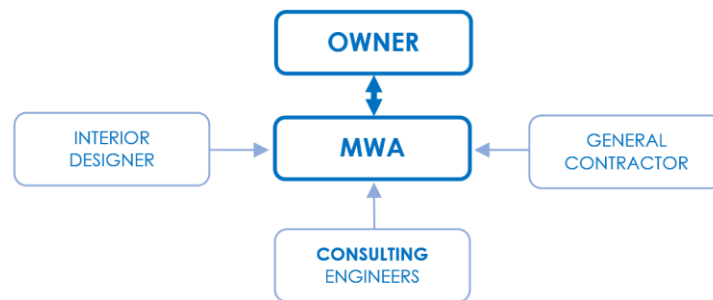 OWNER
INTERIOR
DESIGNER
MWA
GENERAL
CONTRACTOR
CONSULTING
ENGINEERS